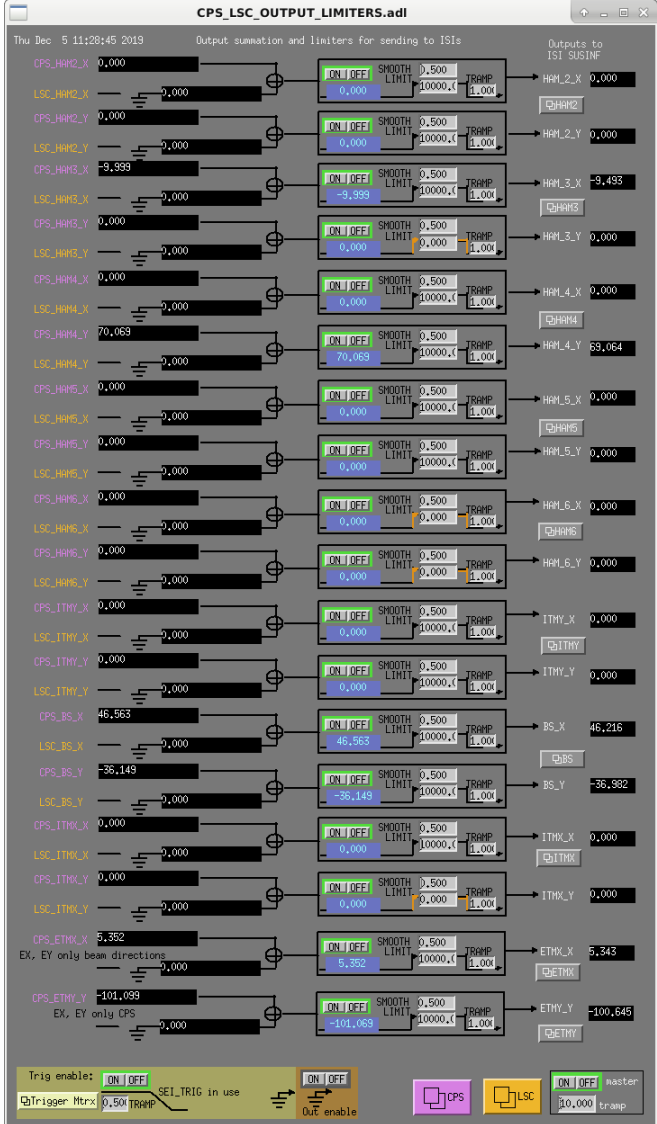 CPS_LSC_OUTPUT_LIMITERS.adl
Thu Dec 5 11:28:45 2019 Output summation and limiters for sending to ISIs Outputs to
ISI SUSINF
CPS_HAM2_X 0.000 ON OFF SMOOTH 0.500
LIMIT 10000.( TRAMP HAM_2_X 0.000
LSC_HAM2_X 0.000 0.000 1.00( HAM2
CPS_HAM2_Y 0.000 ON OFF SMOOTH 0.500
LIMIT 10000.( TRAMP HAM_2_Y 0.000
LSC_HAM2_Y 0.000 0.000 1.00(
CPS_HAM3_X -9.999 ON OFF SMOOTH 0.500
LIMIT 10000.( TRAMP HAM_3_X -9.493
LSC_HAM3_X 0.000 -9.999 1.00( HAM3
CPS_HAM3_Y 0.000 ON OFF SMOOTH 0.500
LIMIT 0.000 TRAMP HAM_3_Y 0.000
LSC_HAM3_Y 0.000 0.000 1.00(
CPS_HAM4_X 0.000 ON OFF SMOOTH 0.500
LIMIT 10000.( TRAMP HAM_4_X 0.000
LSC_HAM4_X 0.000 0.000 1.00( HAM4
CPS_HAM4_Y 70.069 ON OFF SMOOTH 0.500
LIMIT 10000.( TRAMP HAM_4_Y 69.064
LSC_HAM4_Y 0.000 70.069 1.00(
CPS_HAM5_X 0.000 ON OFF SMOOTH 0.500
LIMIT 10000.( TRAMP HAM_5_X 0.000
LSC_HAM5_X 0.000 0.000 1.00( HAM5
CPS_HAM5_Y 0.000 ON OFF SMOOTH 0.500
LIMIT 10000.( TRAMP HAM_5_Y 0.000
LSC_HAM5_Y 0.000 0.000 1.00(
CPS_HAM6_X 0.000 ON OFF SMOOTH 0.500
LIMIT 0.000 TRAMP HAM_6_X 0.000
LSC_HAM6_X 0.000 0.000 1.00( HAM6
CPS_HAM6_Y 0.000 ON OFF SMOOTH 0.500
LIMIT 0.000 TRAMP HAM_6_Y 0.000
LSC_HAM6_Y 0.000 0.000 1.00(
CPS_ITMY_X 0.000 ON OFF SMOOTH 0.500
LIMIT 10000.( TRAMP ITMY_X 0.000
LSC_ITMY_X 0.000 0.000 1.00( ITMY
CPS_ITMY_Y 0.000 ON OFF SMOOTH 0.500
LIMIT 10000.( TRAMP ITMY_Y 0.000
LSC_ITMY_Y 0.000 0.000 1.00(
CPS_BS_X 46.563 ON OFF SMOOTH 0.500
LIMIT 10000.( TRAMP BS_X 46.216
LSC_BS_X 0.000 46.563 1.00( BS
CPS_BS_Y -36.149 ON OFF SMOOTH 0.500
LIMIT 10000.( TRAMP BS_Y -36.982
LSC_BS_Y 0.000 -36.149 1.00(
CPS_ITMX_X 0.000 ON OFF SMOOTH 0.500
LIMIT 10000.( TRAMP ITMX_X 0.000
LSC_ITMX_X 0.000 0.000 1.00( ITMX
CPS_ITMX_Y 0.000 ON OFF SMOOTH 0.500
LIMIT 0.000 TRAMP ITMX_Y 0.000
LSC_ITMX_Y 0.000 0.000 1.00(
CPS_ETMX_X 5.352 ON OFF SMOOTH 0.500
EX, EY only beam directions LIMIT 10000.( TRAMP ETMX_X 5.343
0.000 5.352 1.00( ETMX
CPS_ETMY_Y -101.099 ON OFF SMOOTH 0.500
EX, EY only CPS LIMIT 10000.( TRAMP ETMY_Y -100.645
0.000 -101.069 1.00( ETMY
Trig enable: ON OFF SEI_TRIG in use ON OFF CPS LSC ON OFF master
Trigger Mtrx 0.50( TRAMP Out enable 10.000 tramp